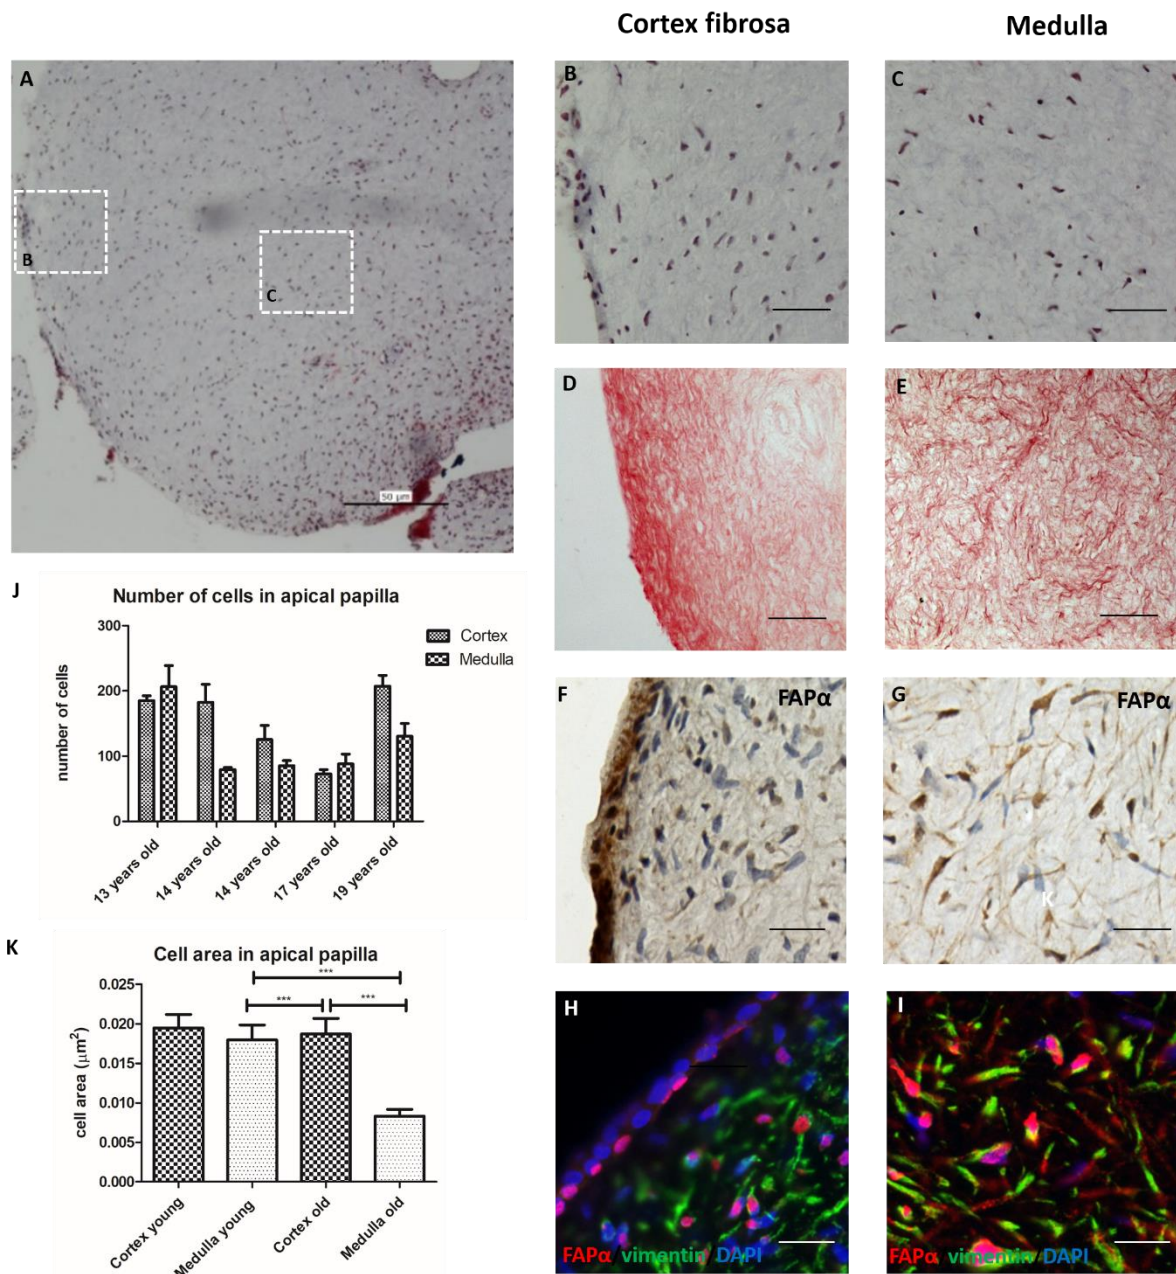 Cortex fibrosa
Medulla
A
B
C
50 µm
B
C
D
E
F
FAPα
G
FAPα
K
H
FAPα vimentin DAPI
I
FAPα vimentin DAPI
J
Number of cells in apical papilla
number of cells
300
200
100
0
Cortex
Medulla
13 years old
14 years old
14 years old
17 years old
19 years old
K
Cell area in apical papilla
cell area (µm²)
0.025
0.020
0.015
0.010
0.005
0.000
***
***
***
Cortex young
Medulla young
Cortex old
Medulla old